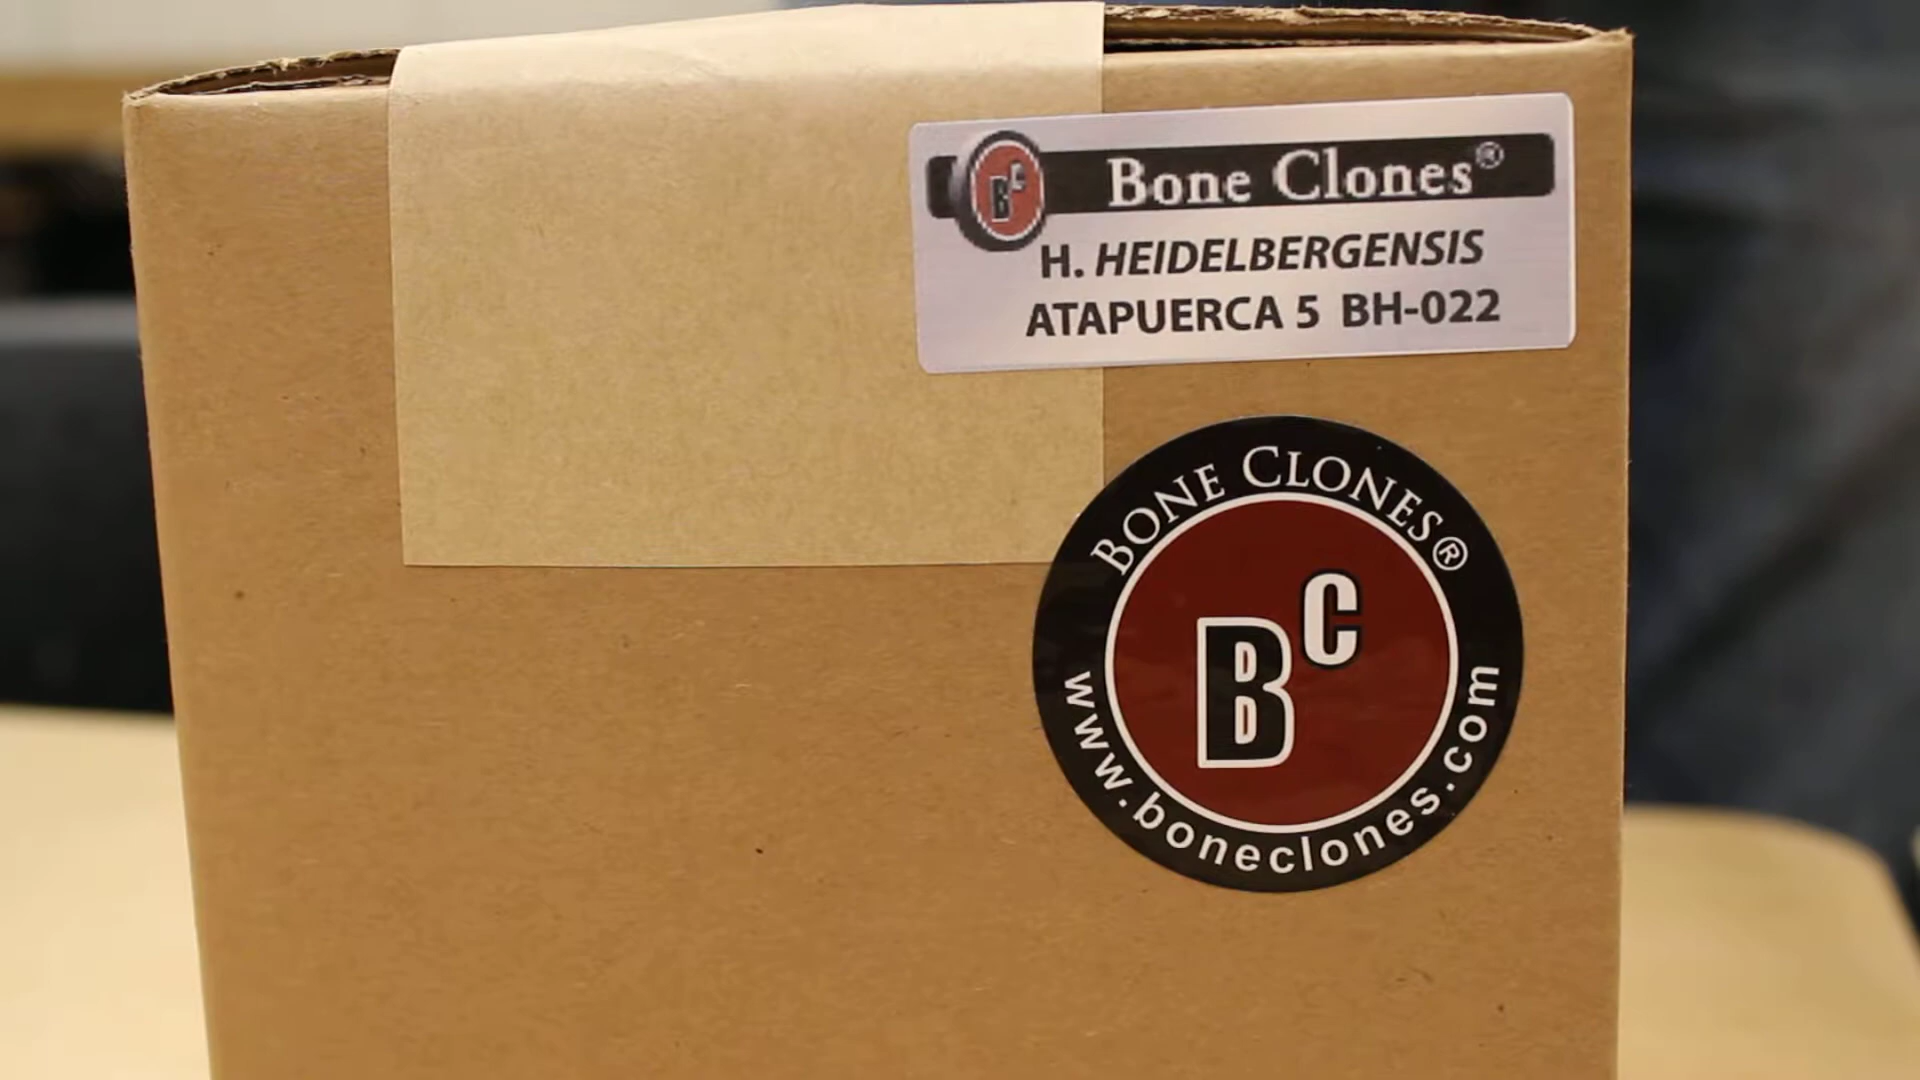 BC
Bone Clones®
H. HEIDELBERGENSIS
ATAPUERCA 5 BH-022
BONE CLONES®
BC
www.boneclones.com